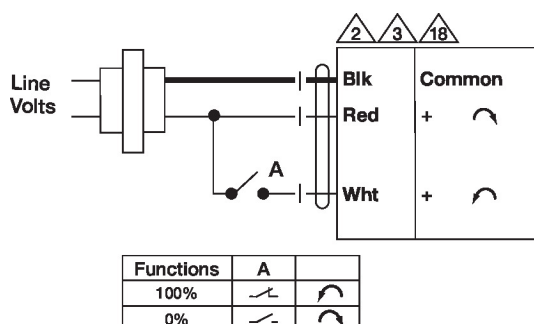 2 3 18
Line
Volts
Blk Common
Red +
A
Wht +
Functions A
100%
0%